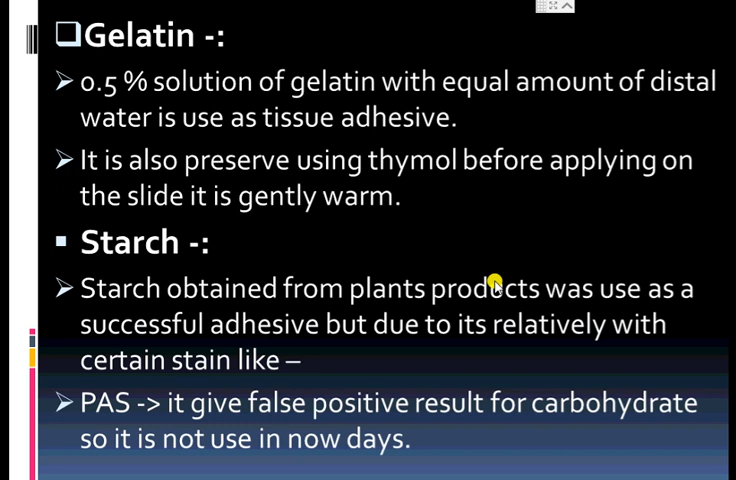 Gelatin -:
0.5 % solution of gelatin with equal amount of distal
water is use as tissue adhesive.
It is also preserve using thymol before applying on
the slide it is gently warm.
Starch -:
Starch obtained from plants products was use as a
successful adhesive but due to its relatively with
certain stain like –
PAS -> it give false positive result for carbohydrate
so it is not use in now days.